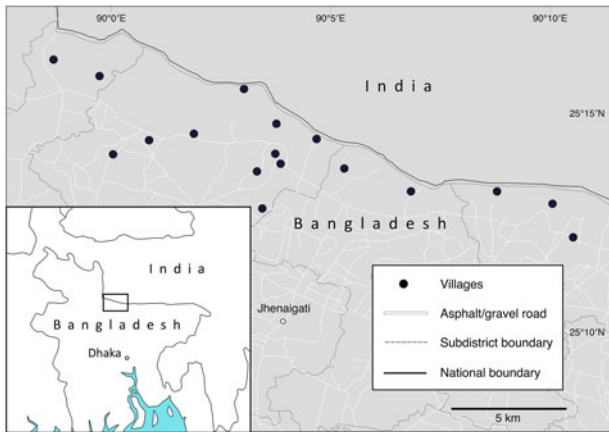 90°0'E
90°5'E
90°10'E
India
25°15'N
Bangladesh
India
Bangladesh
Dhaka
Jhenaigati
Villages
Asphalt/gravel road
Subdistrict boundary
National boundary
25°10'N
5 km